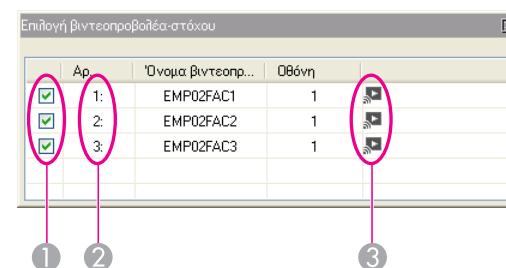 Επιλογή βιντεοπροβολέα-στόχου
Αρ... Όνομα βιντεοπρ... Οθόνη
1: EMP02FAC1 1
2: EMP02FAC2 1
3: EMP02FAC3 1
1 2 3